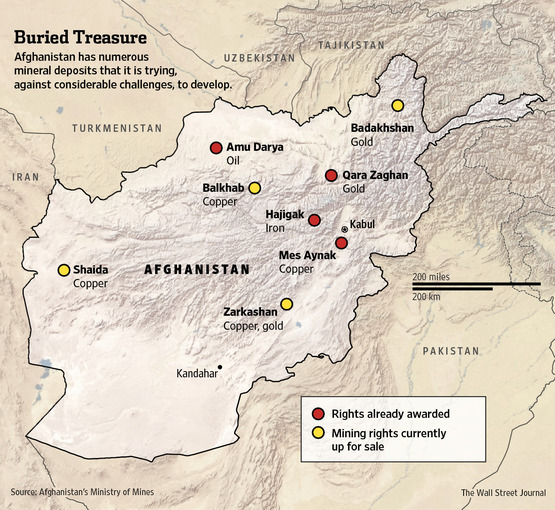 Buried Treasure
Afghanistan has numerous
mineral deposits that it is trying,
against considerable challenges, to develop.
TAJIKISTAN
UZBEKISTAN
TURKMENISTAN
IRAN
Badakhshan
Gold
Amu Darya
Oil
Qara Zaghan
Gold
Balkhab
Copper
Hajigak
Iron
Kabul
Mes Aynak
Copper
Shaida
Copper
AFGHANISTAN
200 miles
200 km
Zarkashan
Copper, gold
PAKISTAN
Kandahar
Rights already awarded
Mining rights currently
up for sale
Source: Afghanistan's Ministry of Mines
The Wall Street Journal